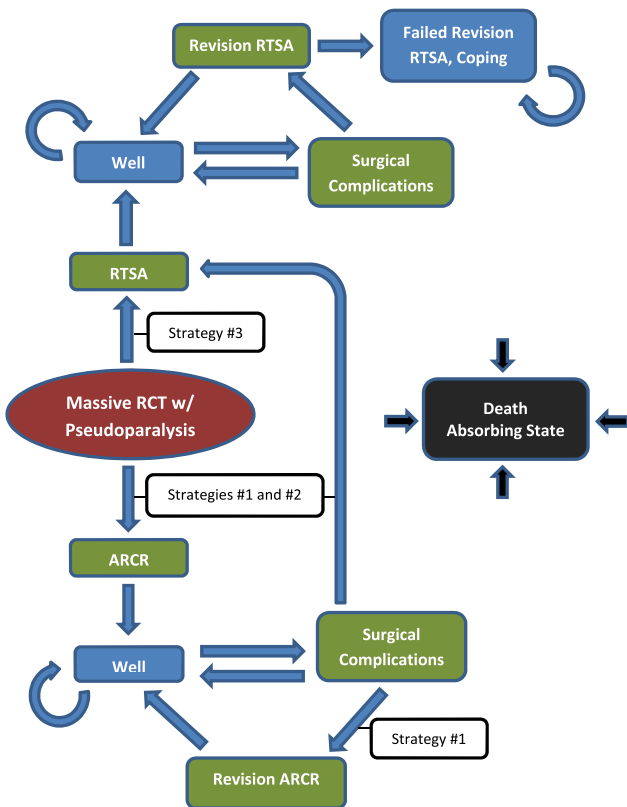 Revision RTSA
Failed Revision
RTSA, Coping
Well
Surgical
Complications
RTSA
Strategy #3
Massive RCT w/
Pseudoparalysis
Death
Absorbing State
Strategies #1 and #2
ARCR
Surgical
Complications
Well
Strategy #1
Revision ARCR